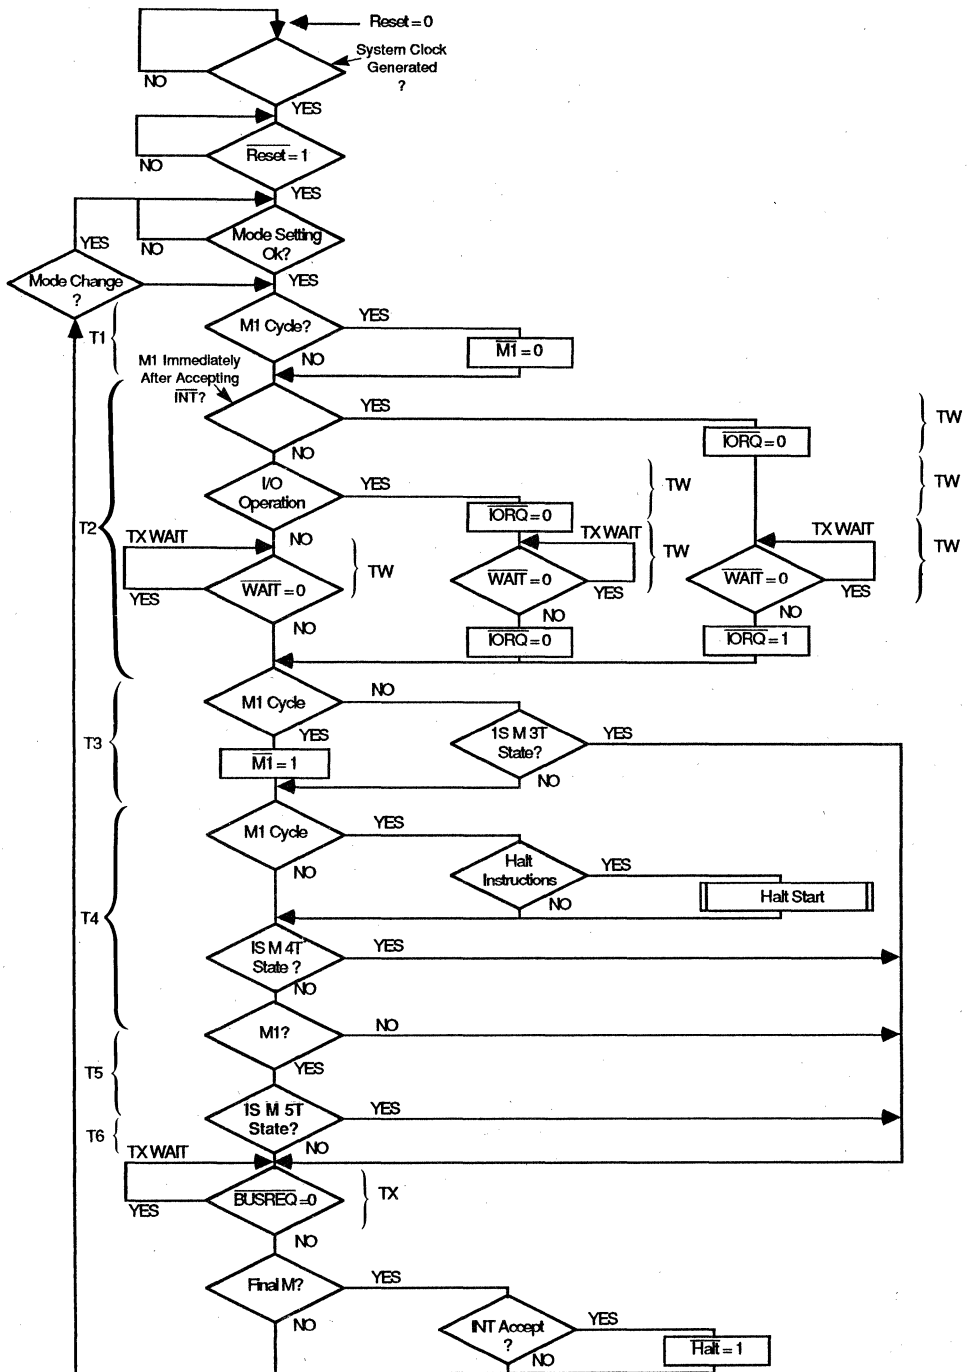 Reset = 0
System Clock
Generated
?
NO
YES
Reset = 1
NO
YES
Mode Setting
Ok?
YES
NO
Mode Change
?
YES
M1 Cycle?
YES
T1
M1 = 0
NO
M1 Immediately
After Accepting
INT?
YES
TW
IORQ = 0
NO
I/O
Operation
YES
TW
TW
IORQ = 0
T2
NO
TX WAIT
TX WAIT
TX WAIT
TW
TW
TW
WAIT = 0
WAIT = 0
WAIT = 0
YES
YES
YES
NO
NO
NO
IORQ = 0
IORQ = 1
M1 Cycle
NO
YES
1S M 3T
State?
YES
T3
M1 = 1
NO
M1 Cycle
YES
NO
Halt
Instructions
YES
Halt Start
NO
T4
IS M 4T
State ?
YES
NO
M1?
NO
YES
T5
1S M 5T
State?
YES
T6
NO
TX WAIT
BUSREQ =0
TX
YES
NO
Final M?
YES
NO
INT Accept
?
YES
Halt = 1
NO